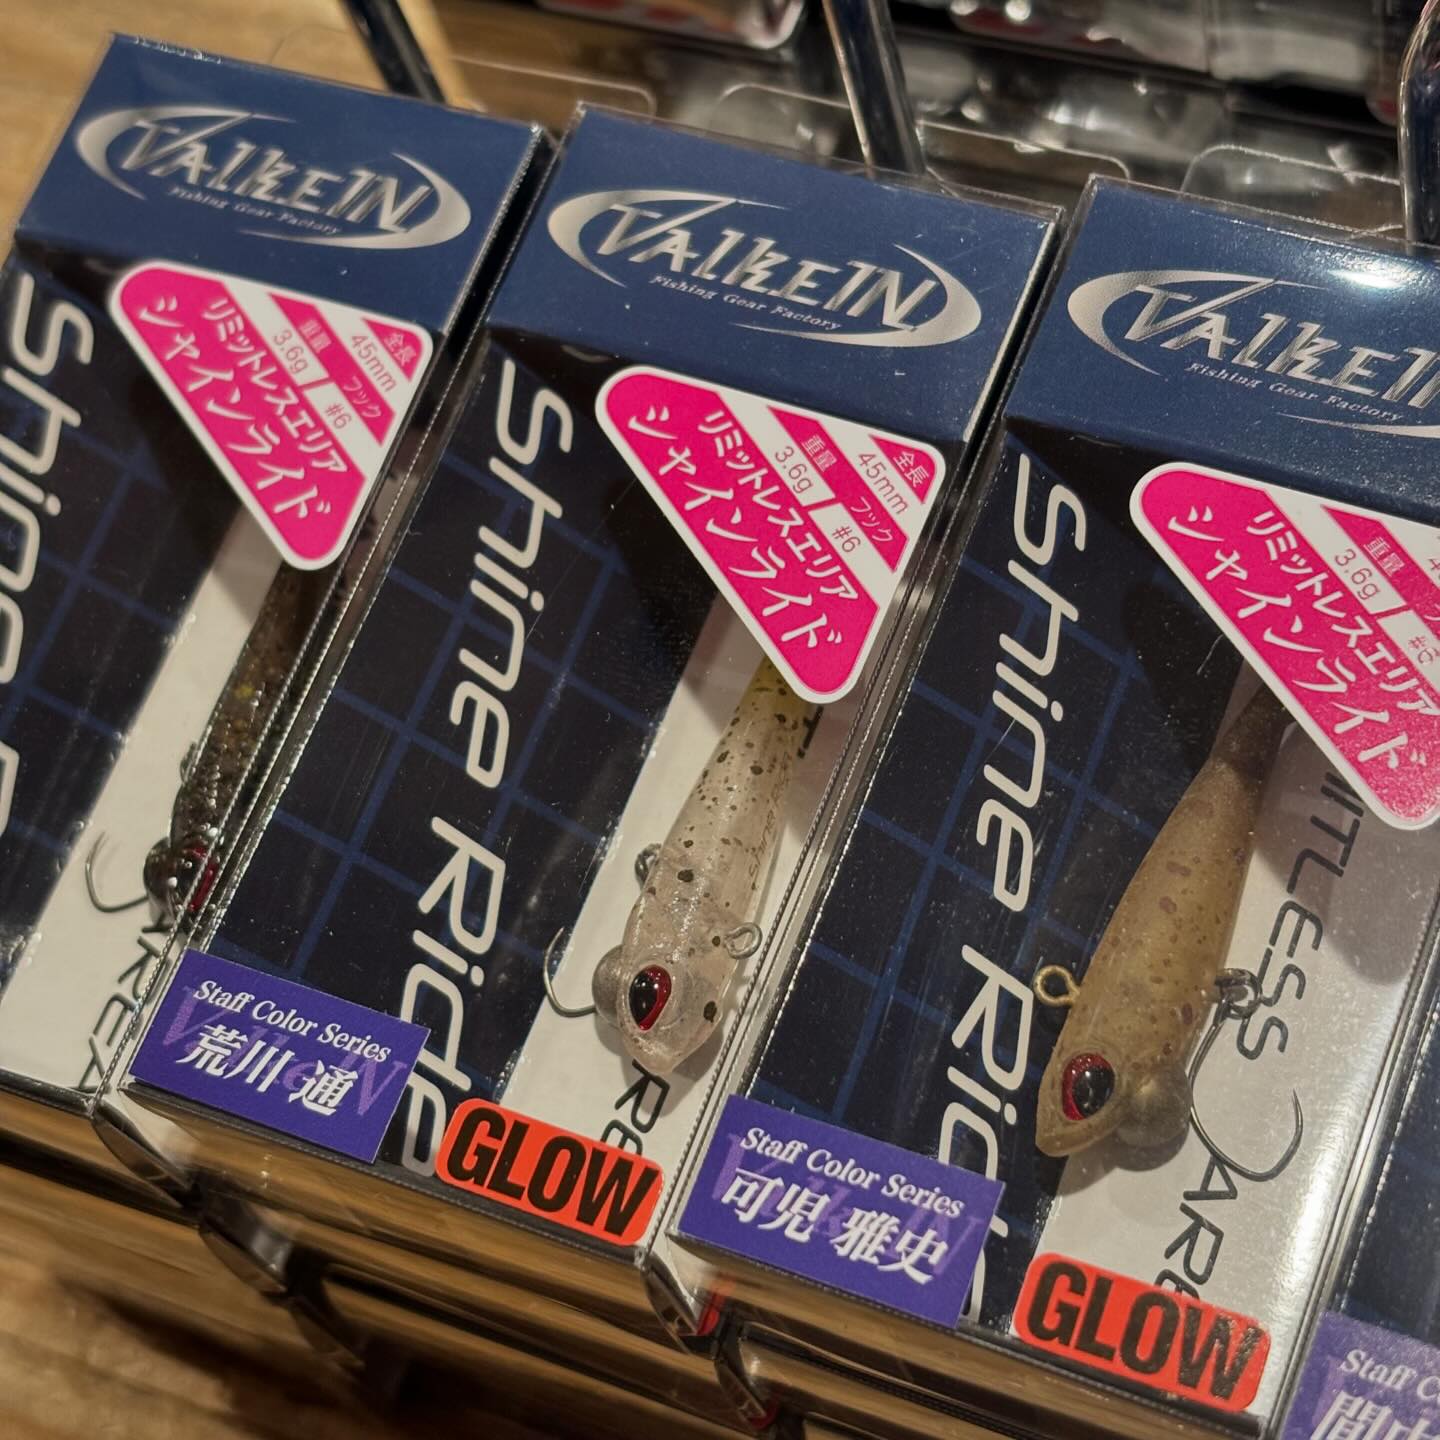 ValkeIN
Fishing Gear Factory
リミットレスエリア
シャインライド
全長
45mm
重量
3.6g
フック
#6
Shine R
AREA
ValkeIN
Fishing Gear Factory
リミットレスエリア
シャインライド
全長
45mm
重量
3.6g
フック
#6
Shine Ride
Staff Color Series
荒川 通
GLOW
ValkeIN
Fishing Gear Factory
リミットレスエリア
シャインライド
重量
3.6g
Shine Rid
ITLESS AREA
Staff Color Series
可児 雅史
GLOW
Staff C
間